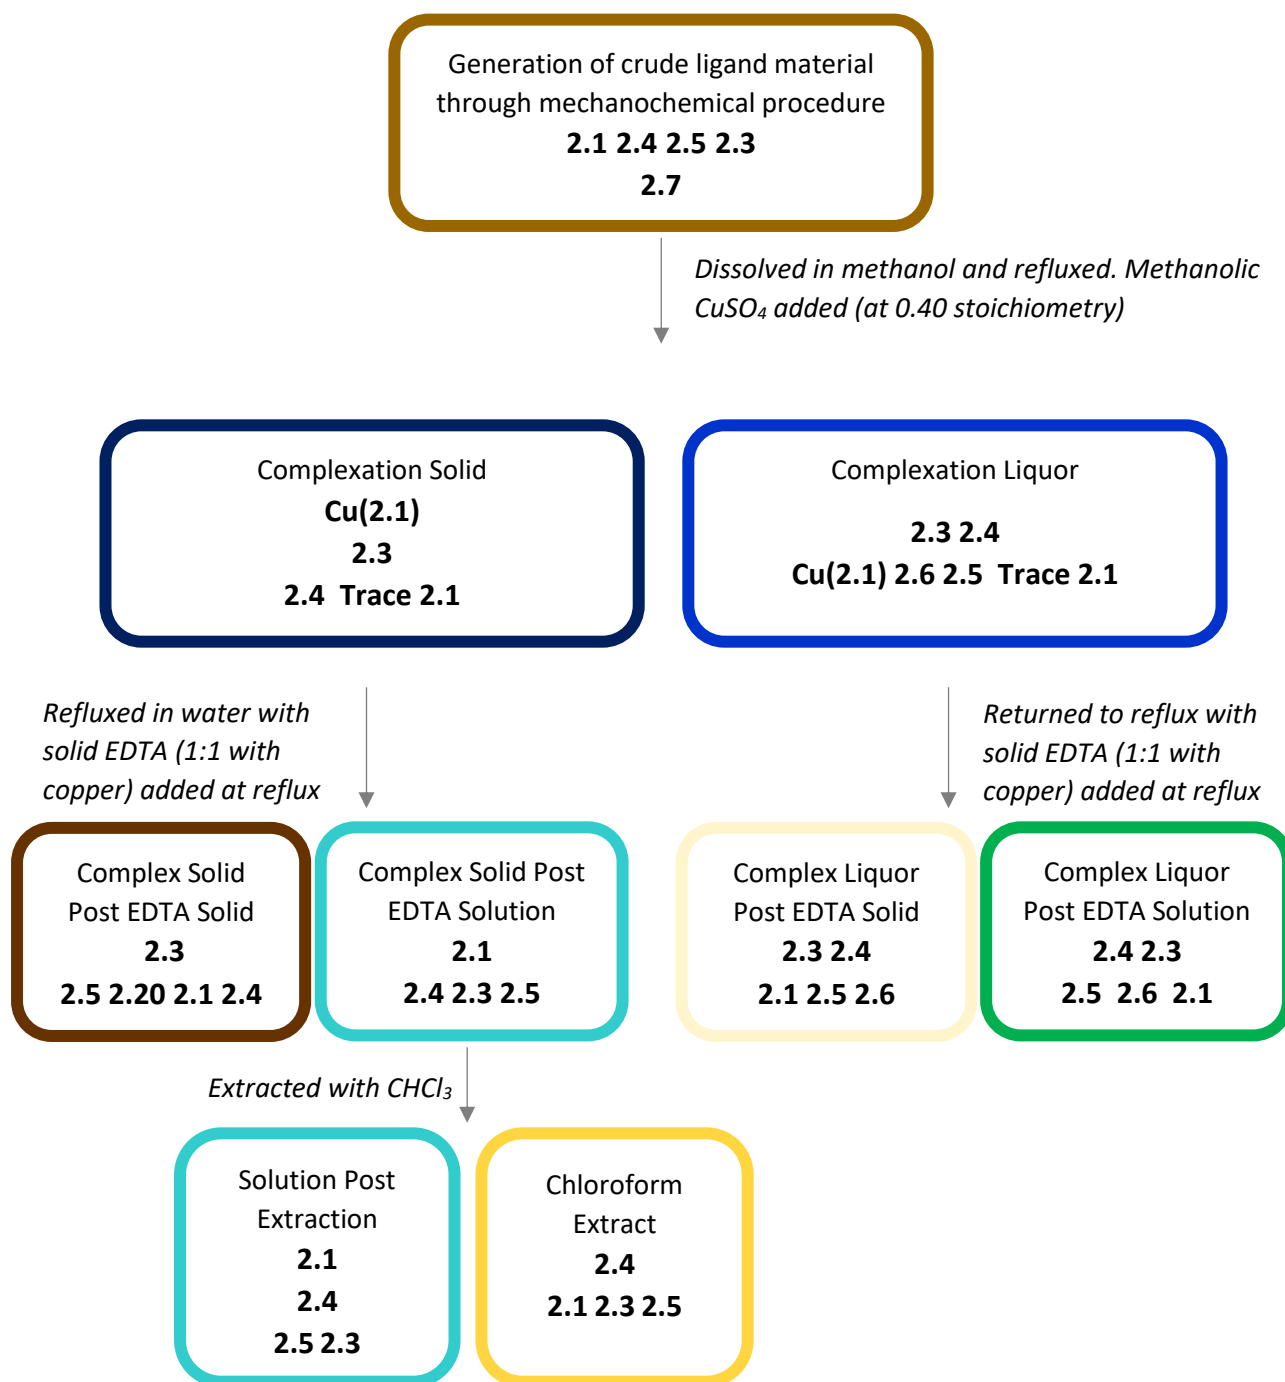 Generation of crude ligand material
through mechanochemical procedure
2.1 2.4 2.5 2.3
2.7
Dissolved in methanol and refluxed. Methanolic
CuSO₄ added (at 0.40 stoichiometry)
Complexation Solid
Cu(2.1)
2.3
2.4 Trace 2.1
Complexation Liquor
2.3 2.4
Cu(2.1) 2.6 2.5 Trace 2.1
Refluxed in water with
solid EDTA (1:1 with
copper) added at reflux
Returned to reflux with
solid EDTA (1:1 with
copper) added at reflux
Complex Solid
Post EDTA Solid
2.3
2.5 2.20 2.1 2.4
Complex Solid Post
EDTA Solution
2.1
2.4 2.3 2.5
Complex Liquor
Post EDTA Solid
2.3 2.4
2.1 2.5 2.6
Complex Liquor
Post EDTA Solution
2.4 2.3
2.5 2.6 2.1
Extracted with CHCl₃
Solution Post
Extraction
2.1
2.4
2.5 2.3
Chloroform
Extract
2.4
2.1 2.3 2.5